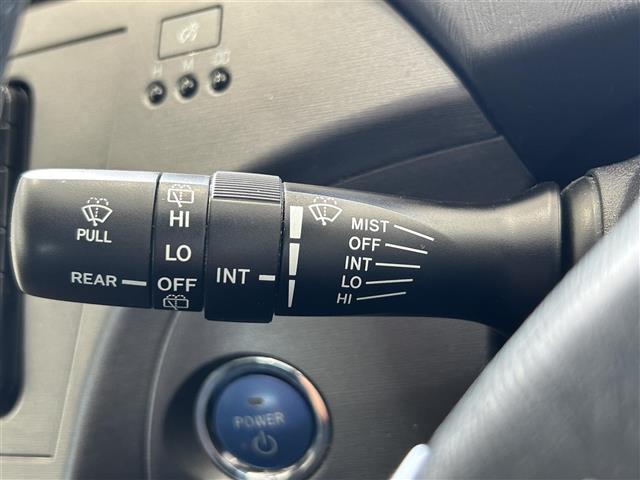 H M
PULL
REAR
HI
LO
OFF
INT
MIST
OFF
INT
LO
HI
POWER